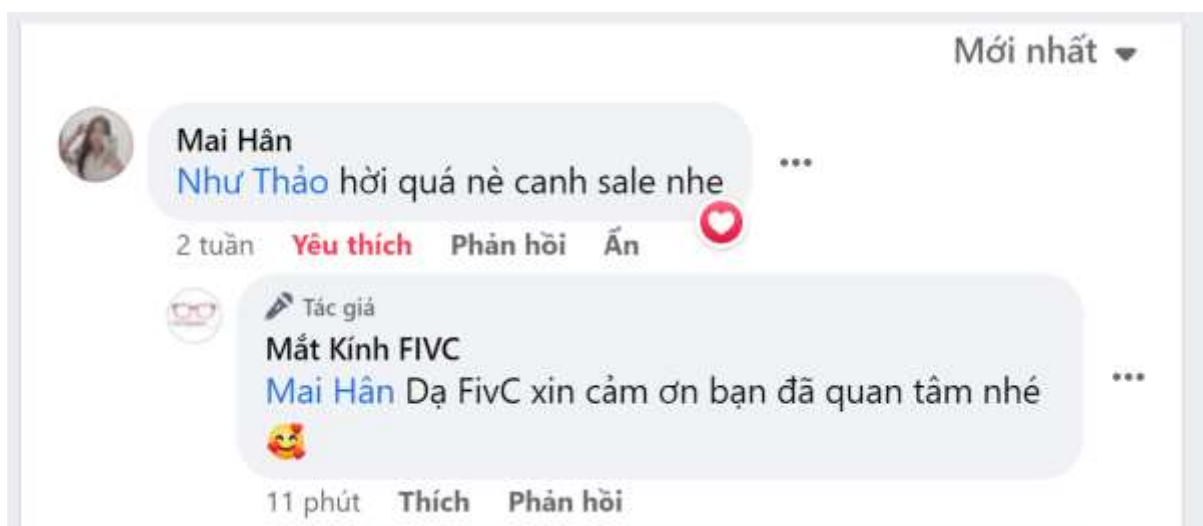 Mới nhất
Mai Hân
Như Thảo hời quá nè canh sale nhe
2 tuần Yêu thích Phản hồi Ẩn
Tác giả
Mắt Kính FIVC
Mai Hân Dạ FivC xin cảm ơn bạn đã quan tâm nhé
🥰
11 phút Thích Phản hồi